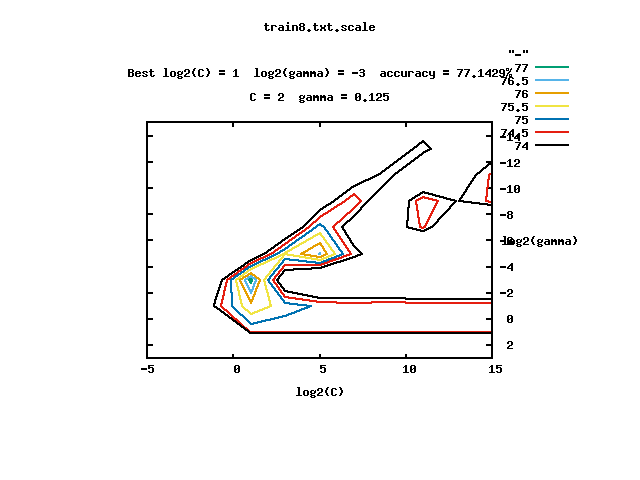 train8.txt.scale
"-"
Best log2(C) = 1  log2(gamma) = -3  accuracy = 77.1429%
77
76.5
C = 2  gamma = 0.125
76
75.5
75
74.5
74
-14
-12
-10
-8
-6
log2(gamma)
-4
-2
0
2
-5 0 5 10 15
log2(C)